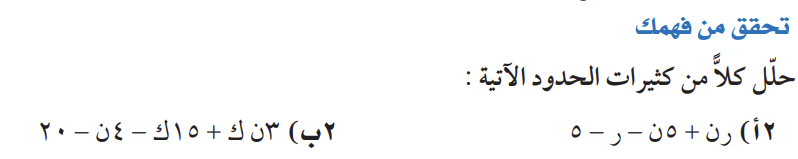 تحقق من فهمك
حلّل كلاًّ من كثيرات الحدود الآتية :
٢أ) رن + ٥ن – ر – ٥ ٢ب) ٣ن ك + ١٥ك – ٤ن – ٢٠